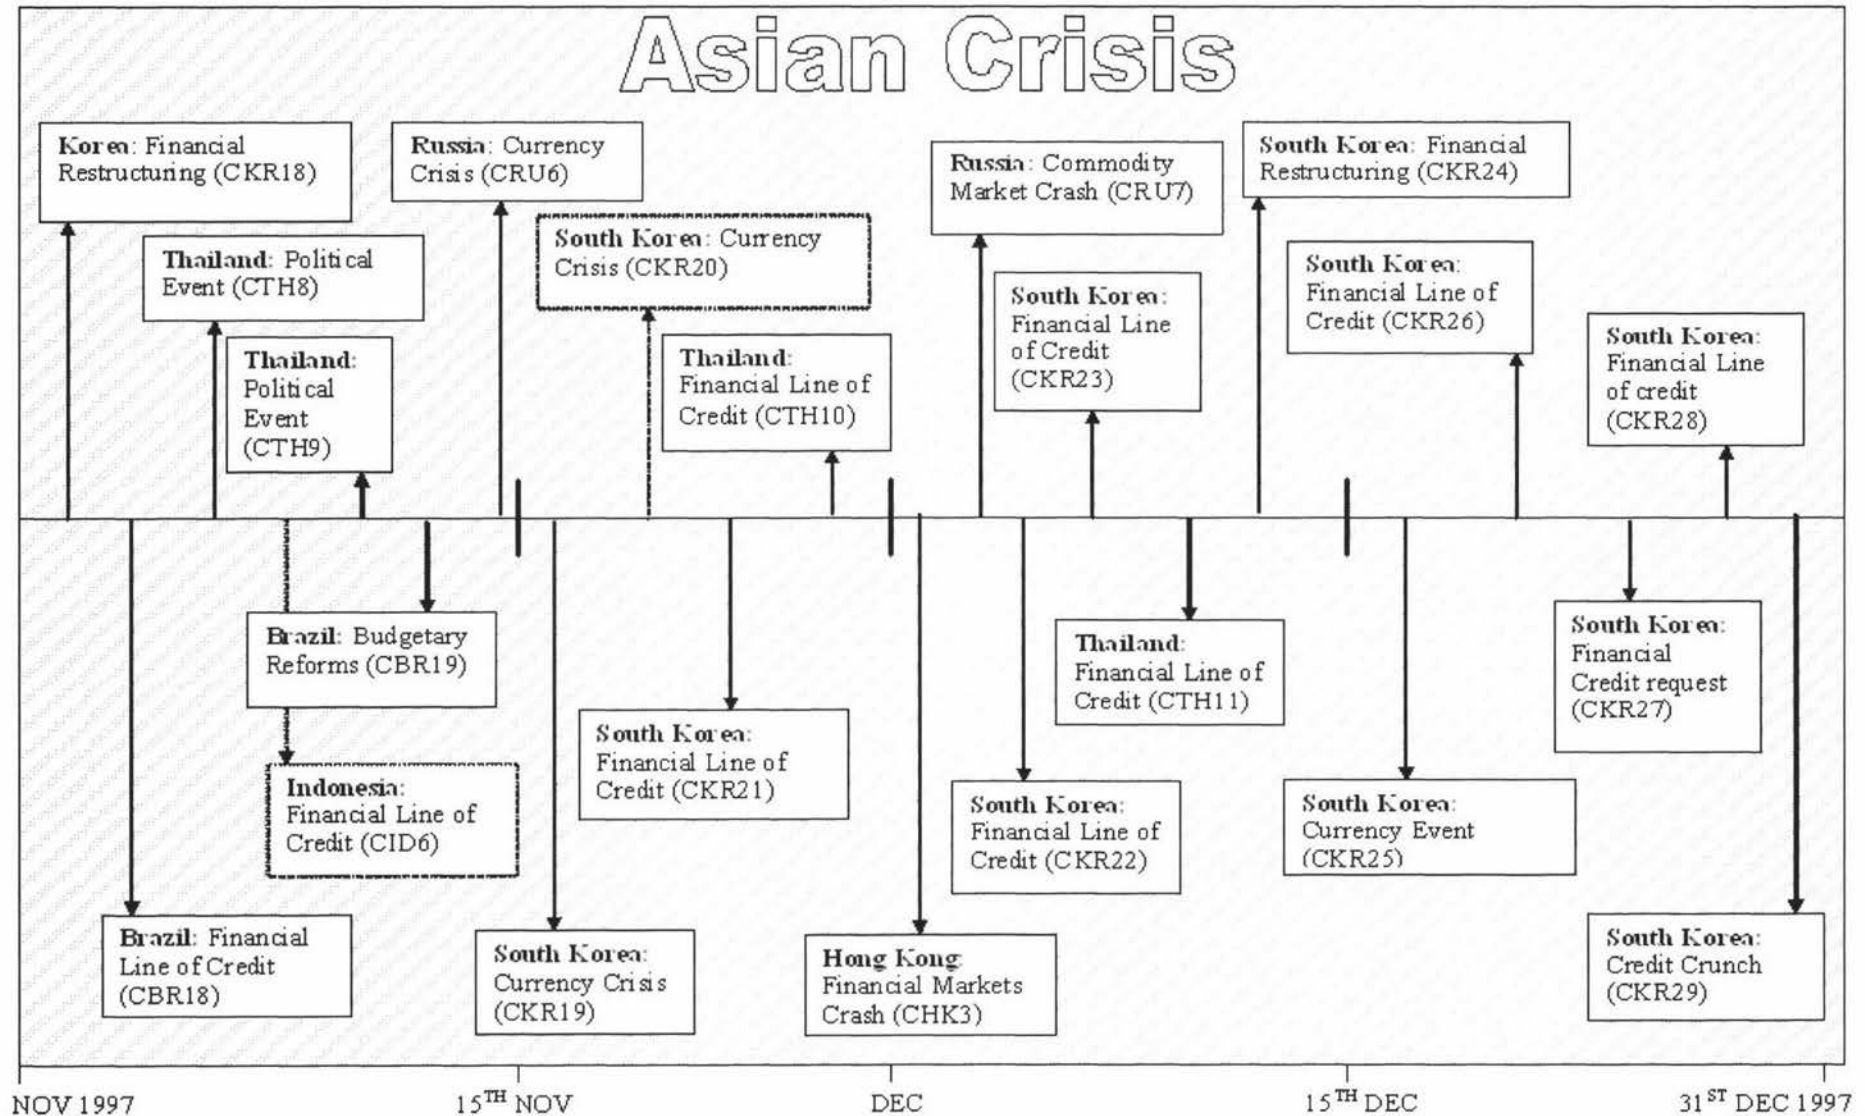 Asian Crisis
Korea: Financial
Restructuring (CKR18)
Russia: Currency
Crisis (CRU6)
Russia: Commodity
Market Crash (CRU7)
South Korea: Financial
Restructuring (CKR24)
Thailand: Political
Event (CTH8)
South Korea: Currency
Crisis (CKR20)
South Korea:
Financial Line
of Credit
(CKR23)
South Korea:
Financial Line of
Credit (CKR26)
Thailand:
Political
Event
(CTH9)
Thailand:
Financial Line of
Credit (CTH10)
South Korea:
Financial Line
of credit
(CKR28)
Brazil: Budgetary
Reforms (CBR19)
Thailand:
Financial Line of
Credit (CTH11)
South Korea:
Financial
Credit request
(CKR27)
South Korea:
Financial Line of
Credit (CKR21)
Indonesia:
Financial Line of
Credit (CID6)
South Korea:
Financial Line of
Credit (CKR22)
South Korea:
Currency Event
(CKR25)
Brazil: Financial
Line of Credit
(CBR18)
South Korea:
Currency Crisis
(CKR19)
Hong Kong:
Financial Markets
Crash (CHK3)
South Korea:
Credit Crunch
(CKR29)
NOV 1997
15TH NOV
DEC
15TH DEC
31ST DEC 1997